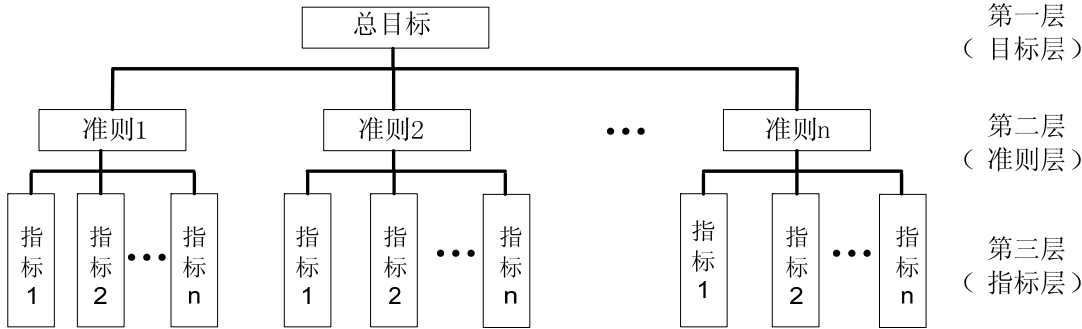 总目标
第一层
（ 目标层）
准则1
准则2
•••
准则n
第二层
（ 准则层）
指标1
指标2
•••
指标n
指标1
指标2
•••
指标n
指标1
指标2
•••
指标n
第三层
（ 指标层）